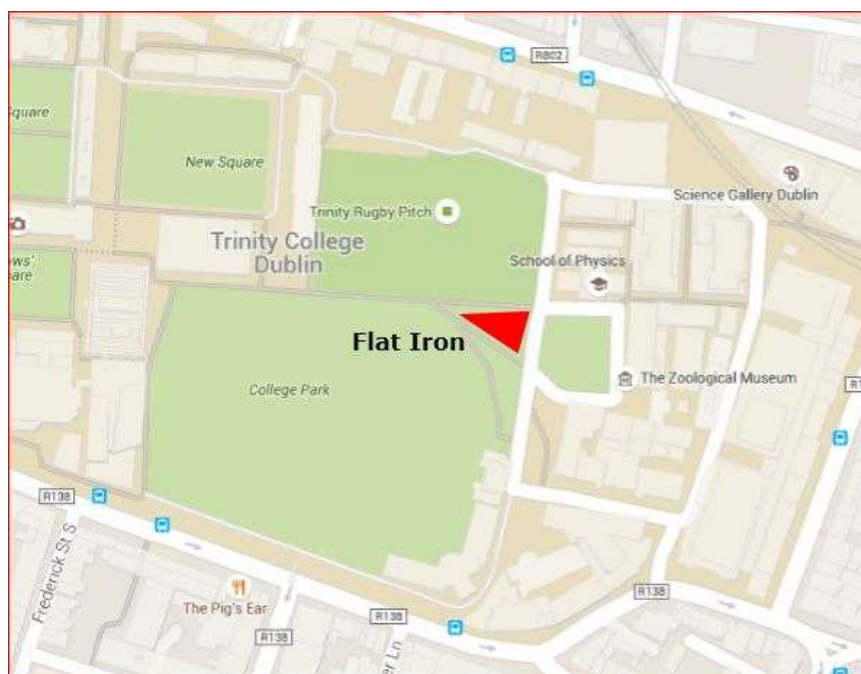 R802
Square
New Square
Science Gallery Dublin
Trinity Rugby Pitch
Trinity College
Dublin
School of Physics
Flat Iron
The Zoological Museum
College Park
R138
R138
Frederick St S
The Pig's Ear
R138
R138